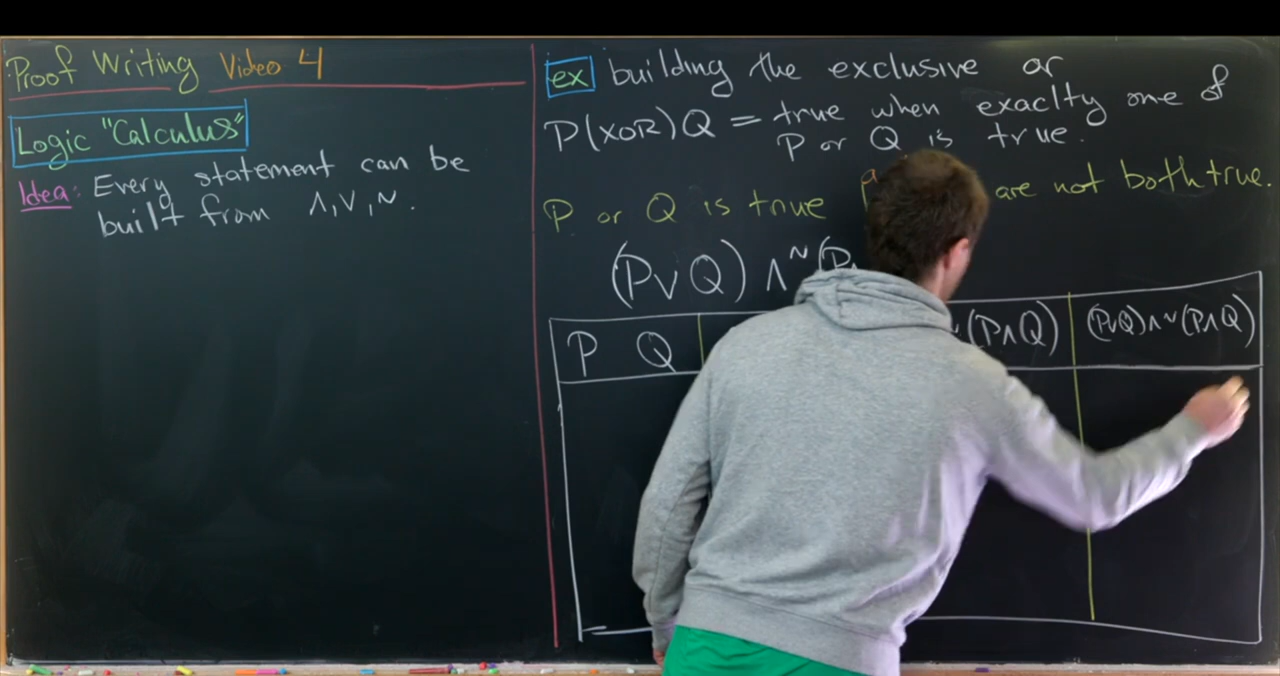 Proof Writing Video 4
Logic "Calculus"
Idea: Every statement can be
built from ∧, ∨, ~.
ex building the exclusive or
P(XOR)Q = true when exaclty one of
P or Q is true.
P or Q is true are not both true.
(P∨Q) ∧ ~(P∧
P Q
~(P∧Q)
(P∨Q)∧~(P∧Q)